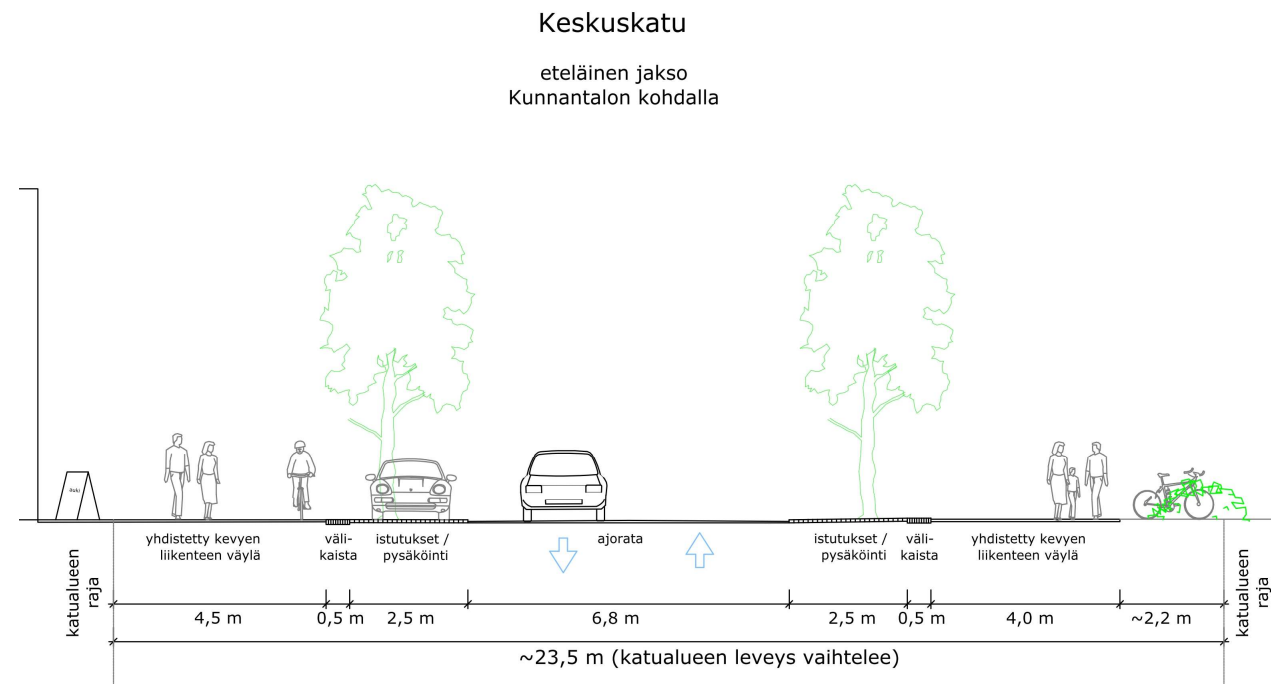 Keskuskatu
eteläinen jakso
Kunnantalon kohdalla
yhdistetty kevyen
liikenteen väylä
väli-
kaista
istutukset /
pysäköinti
ajorata
istutukset /
pysäköinti
väli-
kaista
yhdistetty kevyen
liikenteen väylä
katualueen
raja
katualueen
raja
4,5 m
0,5 m
2,5 m
6,8 m
2,5 m
0,5 m
4,0 m
~2,2 m
~23,5 m (katualueen leveys vaihtelee)